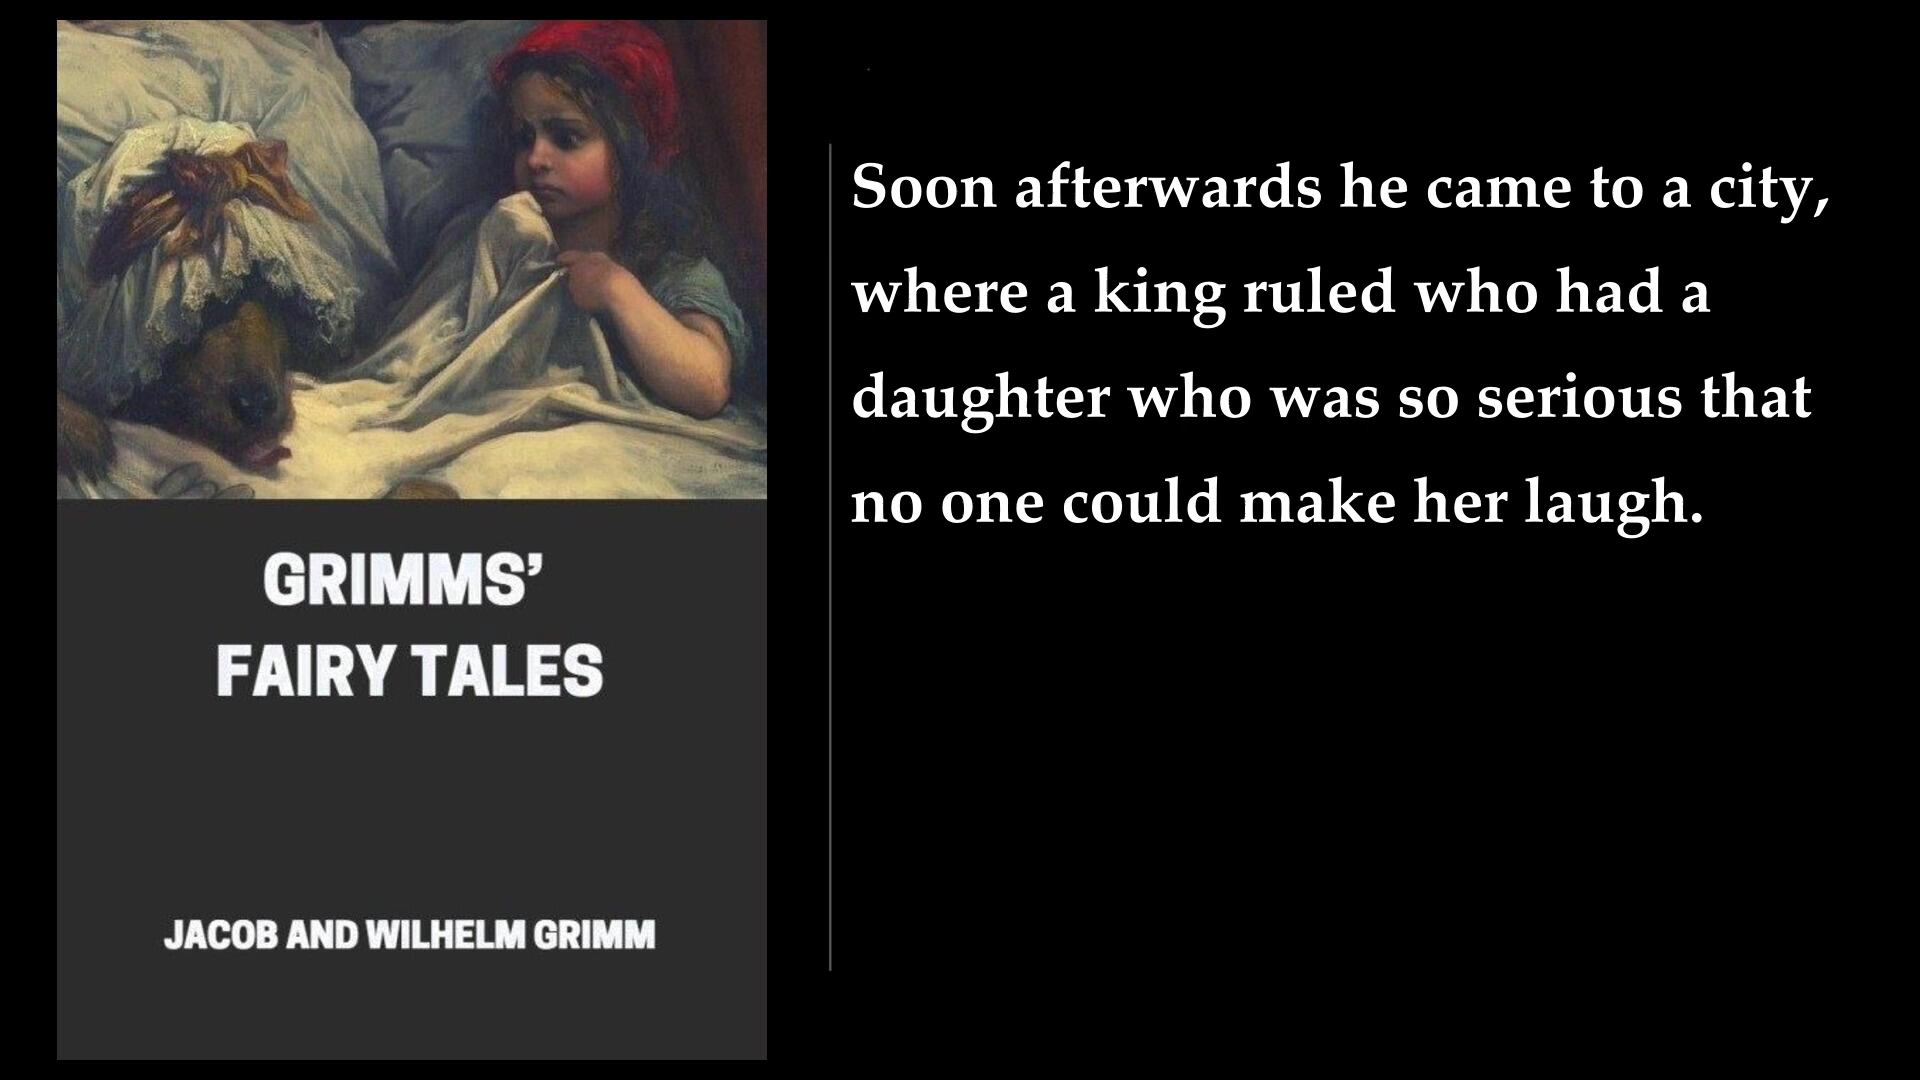 GRIMMS’
FAIRY TALES
JACOB AND WILHELM GRIMM
Soon afterwards he came to a city,
where a king ruled who had a
daughter who was so serious that
no one could make her laugh.